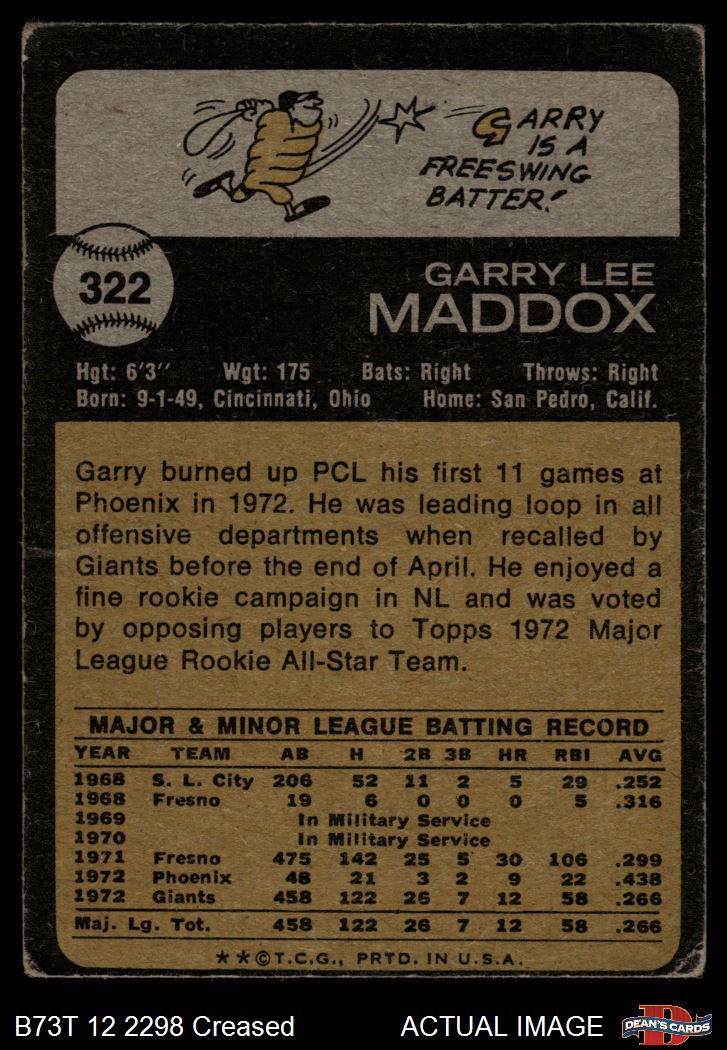 GARRY
IS A
FREESWING
BATTER!
322
GARRY LEE
MADDOX
Hgt: 6'3" Wgt: 175 Bats: Right Throws: Right
Born: 9-1-49, Cincinnati, Ohio Home: San Pedro, Calif.
Garry burned up PCL his first 11 games at
Phoenix in 1972. He was leading loop in all
offensive departments when recalled by
Giants before the end of April. He enjoyed a
fine rookie campaign in NL and was voted
by opposing players to Topps 1972 Major
League Rookie All-Star Team.
MAJOR & MINOR LEAGUE BATTING RECORD
YEAR TEAM AB H 2B 3B HR RBI AVG
1968 S. L. City 206 52 11 2 5 29 .252
1968 Fresno 19 6 0 0 0 5 .316
1969 In Military Service
1970 In Military Service
1971 Fresno 475 142 25 5 30 106 .299
1972 Phoenix 48 21 3 2 9 22 .438
1972 Giants 458 122 26 7 12 58 .266
Maj. Lg. Tot. 458 122 26 7 12 58 .266
**©T.C.G., PRTD. IN U.S.A.
B73T 12 2298 Creased ACTUAL IMAGE
D
DEAN'S CARDS